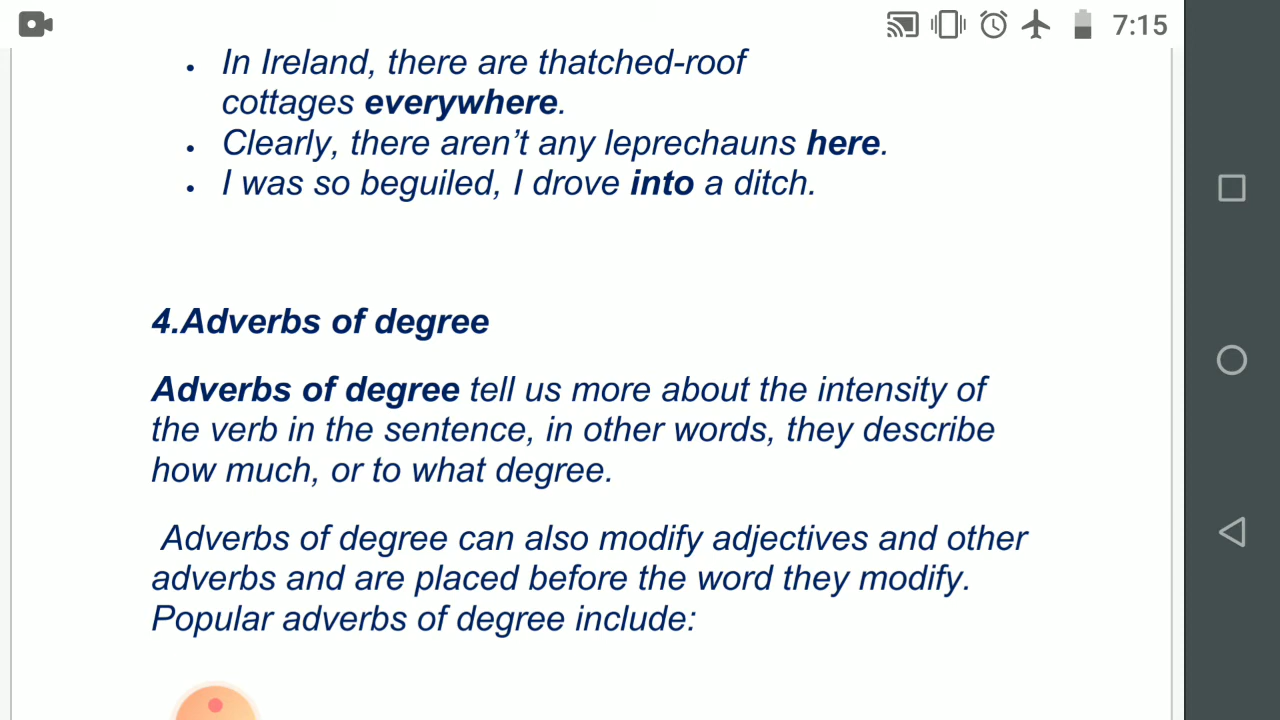 7:15
• In Ireland, there are thatched-roof
cottages everywhere.
• Clearly, there aren’t any leprechauns here.
• I was so beguiled, I drove into a ditch.
4.Adverbs of degree
Adverbs of degree tell us more about the intensity of
the verb in the sentence, in other words, they describe
how much, or to what degree.
Adverbs of degree can also modify adjectives and other
adverbs and are placed before the word they modify.
Popular adverbs of degree include: